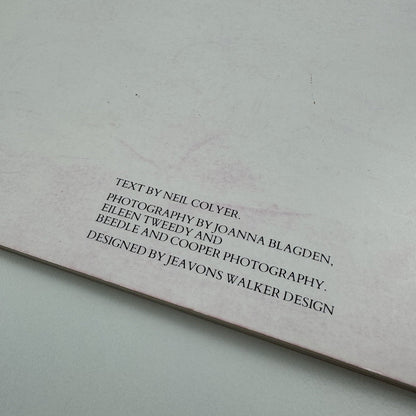 TEXT BY NEIL COLYER.
PHOTOGRAPHY BY JOANNA BLAGDEN,
EILEEN TWEEDY AND
BEEDLE AND COOPER PHOTOGRAPHY.
DESIGNED BY JEAVONS WALKER DESIGN